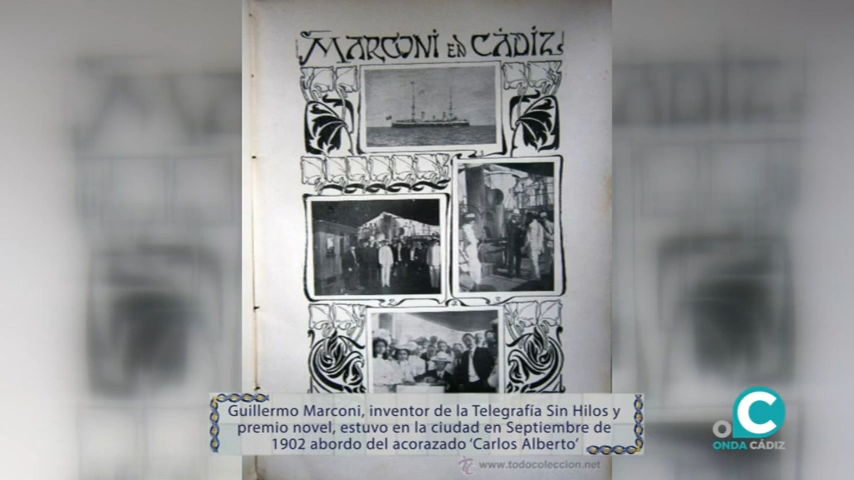 MARCONI EN CÁDIZ
Guillermo Marconi, inventor de la Telegrafía Sin Hilos y
premio novel, estuvo en la ciudad en Septiembre de
1902 abordo del acorazado 'Carlos Alberto'
oC
ONDA CÁDIZ
www.todocoleccion.net